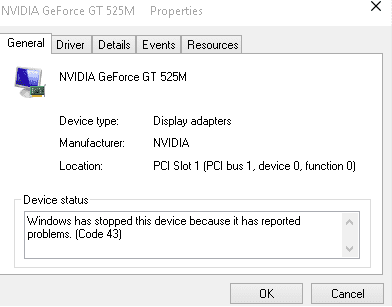 NVIDIA GeForce GT 525M Properties
General Driver Details Events Resources
NVIDIA GeForce GT 525M
Device type: Display adapters
Manufacturer: NVIDIA
Location: PCI Slot 1 (PCI bus 1, device 0, function 0)
Device status
Windows has stopped this device because it has reported
problems. (Code 43)
OK Cancel